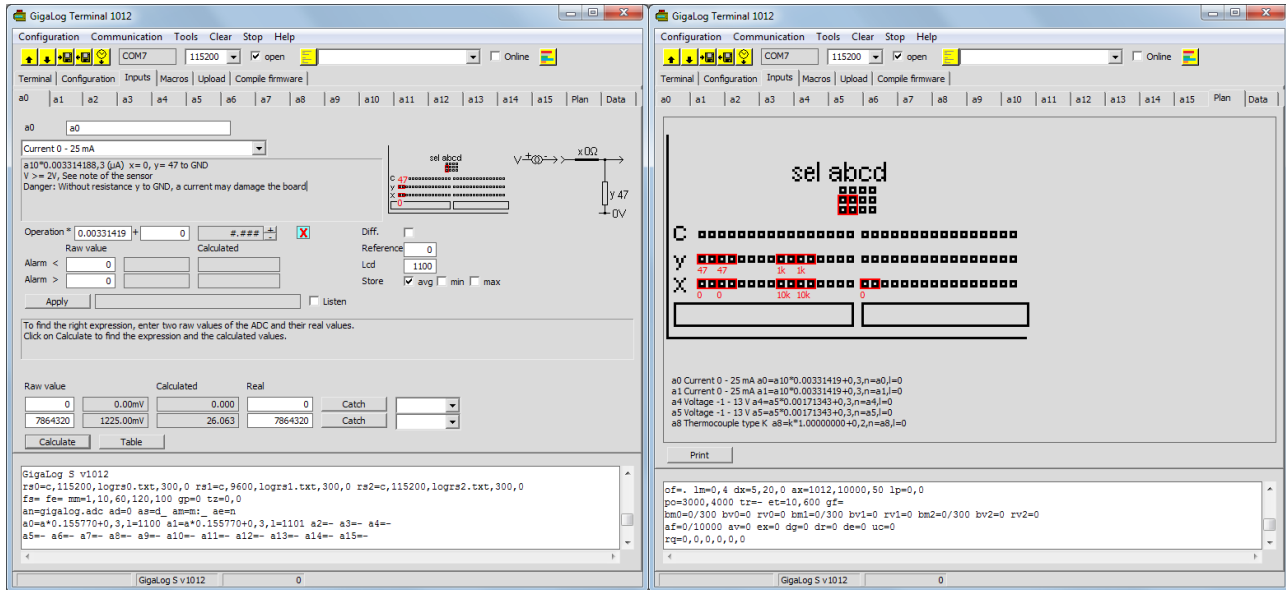 GigaLog Terminal 1012
Configuration Communication Tools Clear Stop Help
COM7 115200 open Online
Terminal Configuration Inputs Macros Upload Compile firmware
a0 a1 a2 a3 a4 a5 a6 a7 a8 a9 a10 a11 a12 a13 a14 a15 Plan Data
a0 a0
Current 0 - 25 mA
a10*0.003314188,3 (µA) x= 0, y= 47 to GND
V >= 2V, See note of the sensor
Danger: Without resistance y to GND, a current may damage the board
sel abcd
C 47
y
x
0
V x 0Ω
y 47
0V
Operation * 0.00331419 + 0 #.### + - X
Raw value Calculated
Alarm < 0
Alarm > 0
Apply Listen
Diff.
Reference 0
Lcd 1100
Store avg min max
To find the right expression, enter two raw values of the ADC and their real values.
Click on Calculate to find the expression and the calculated values.
Raw value Calculated Real
0 0.00mV 0.000 0 Catch
7864320 1225.00mV 26.063 7864320 Catch
Calculate Table
GigaLog S v1012
rs0=c,115200,logrs0.txt,300,0 rs1=c,9600,logrs1.txt,300,0 rs2=c,115200,logrs2.txt,300,0
fs= fe= mm=1,10,60,120,100 gp=0 tz=0,0
an=gigalog.adc ad=0 as=d_ am=m:_ ae=n
a0=a*0.155770+0,3,l=1100 a1=a*0.155770+0,3,l=1101 a2=- a3=- a4=-
a5=- a6=- a7=- a8=- a9=- a10=- a11=- a12=- a13=- a14=- a15=-
GigaLog S v1012 0
GigaLog Terminal 1012
Configuration Communication Tools Clear Stop Help
COM7 115200 open Online
Terminal Configuration Inputs Macros Upload Compile firmware
a0 a1 a2 a3 a4 a5 a6 a7 a8 a9 a10 a11 a12 a13 a14 a15 Plan Data
sel abcd
C
y
47 47 1k 1k
X
0 0 10k 10k 0
a0 Current 0 - 25 mA a0=a10*0.00331419+0,3,n=a0,l=0
a1 Current 0 - 25 mA a1=a10*0.00331419+0,3,n=a1,l=0
a4 Voltage -1 - 13 V a4=a5*0.00171343+0,3,n=a4,l=0
a5 Voltage -1 - 13 V a5=a5*0.00171343+0,3,n=a5,l=0
a8 Thermocouple type K a8=k*1.00000000+0,2,n=a8,l=0
Print
of=. lm=0,4 dx=5,20,0 ax=1012,10000,50 lp=0,0
po=3000,4000 tr=- et=10,600 gf=
bm0=0/300 bv0=0 rv0=0 bm1=0/300 bv1=0 rv1=0 bm2=0/300 bv2=0 rv2=0
af=0/10000 av=0 ex=0 dg=0 dr=0 de=0 uc=0
rq=0,0,0,0,0,0
GigaLog S v1012 0